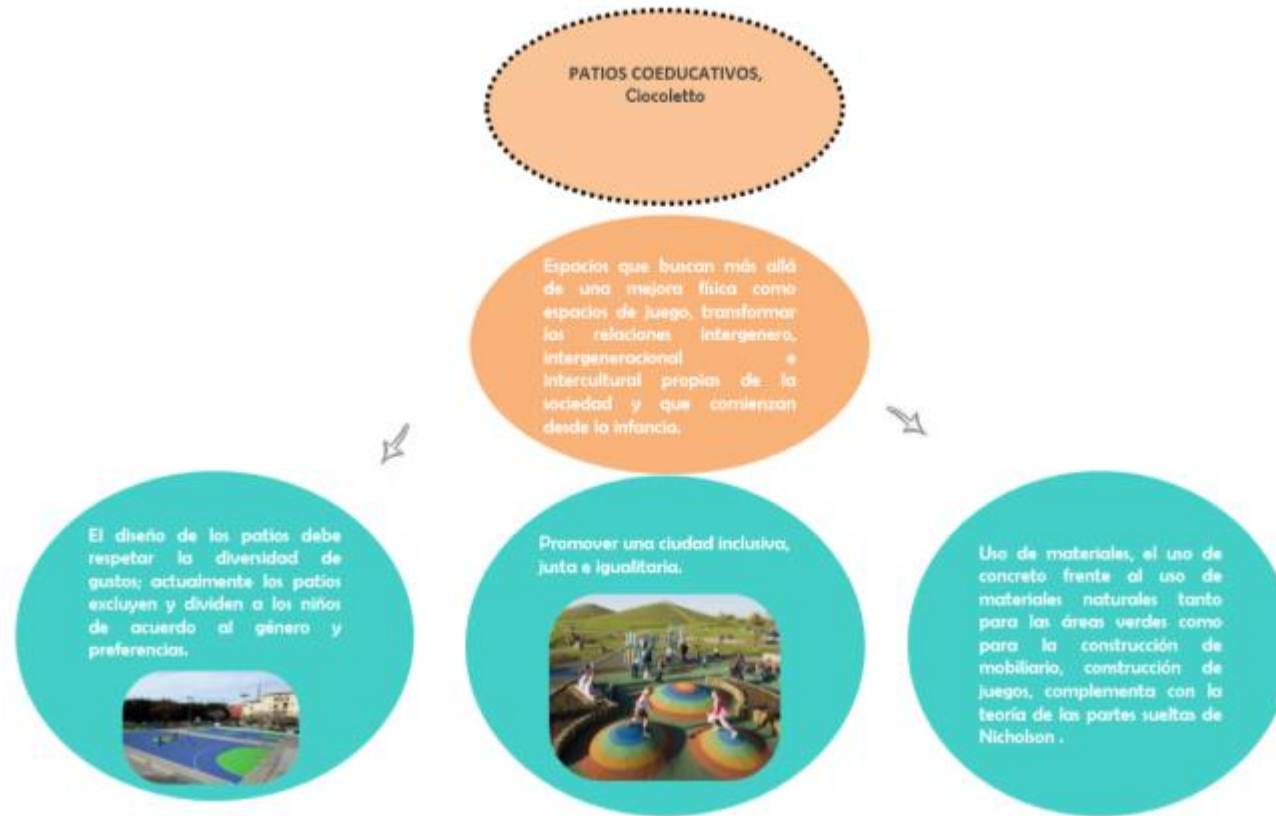 PATIOS COEDUCATIVOS,
Ciocoletto
Espacios que buscan más allá
de una mejora física como
espacios de juego, transformar
las relaciones intergenero,
intergeneracional e
intercultural propias de la
sociedad y que comienzan
desde la infancia.
El diseño de los patios debe
respetar la diversidad de
gustos; actualmente los patios
excluyen y dividen a los niños
de acuerdo al género y
preferencias.
Promover una ciudad inclusiva,
justa e igualitaria.
Uso de materiales, el uso de
concreto frente al uso de
materiales naturales tanto
para las áreas verdes como
para la construcción de
mobiliario, construcción de
juegos, complementa con la
teoría de las partes sueltas de
Nicholson .